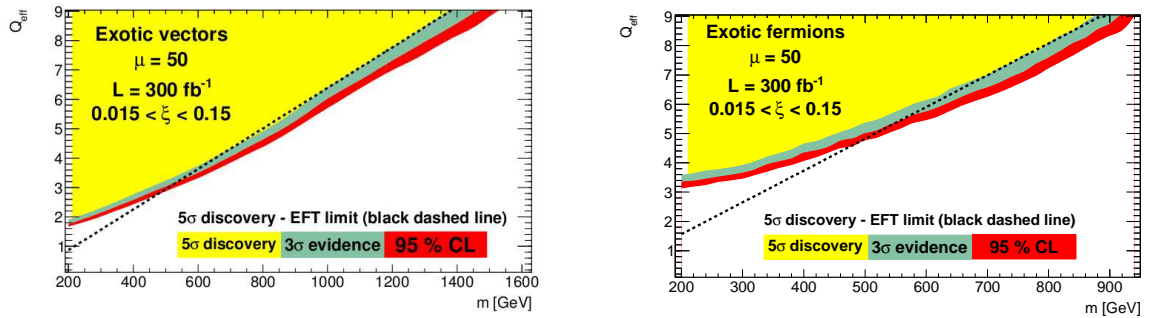 Q_eff
9
8
7
6
5
4
3
2
1
Exotic vectors
μ = 50
L = 300 fb⁻¹
0.015 < ξ < 0.15
5σ discovery - EFT limit (black dashed line)
5σ discovery 3σ evidence 95 % CL
200 400 600 800 1000 1200 1400 1600
m [GeV]
Q_eff
9
8
7
6
5
4
3
2
1
Exotic fermions
μ = 50
L = 300 fb⁻¹
0.015 < ξ < 0.15
5σ discovery - EFT limit (black dashed line)
5σ discovery 3σ evidence 95 % CL
200 300 400 500 600 700 800 900
m [GeV]